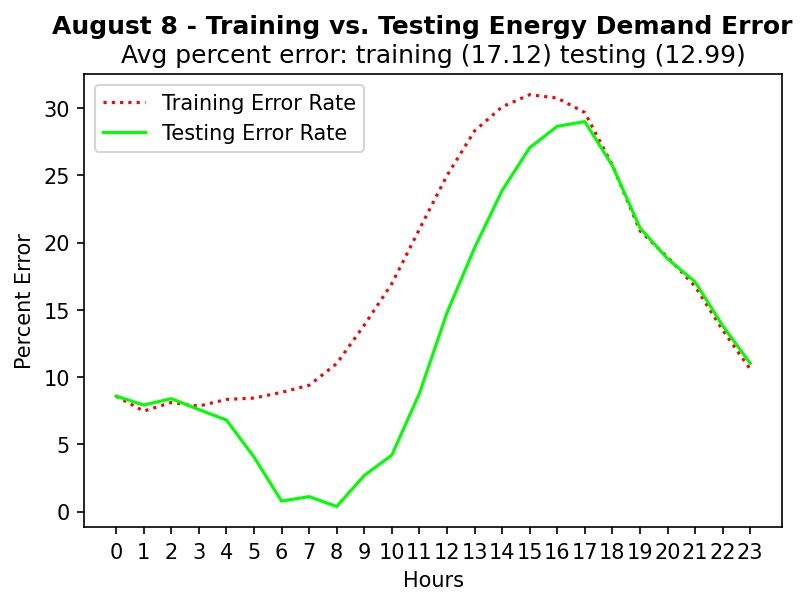 August 8 - Training vs. Testing Energy Demand Error
Avg percent error: training (17.12) testing (12.99)
Training Error Rate
Testing Error Rate
Percent Error
30
25
20
15
10
5
0
0 1 2 3 4 5 6 7 8 9 10 11 12 13 14 15 16 17 18 19 20 21 22 23
Hours